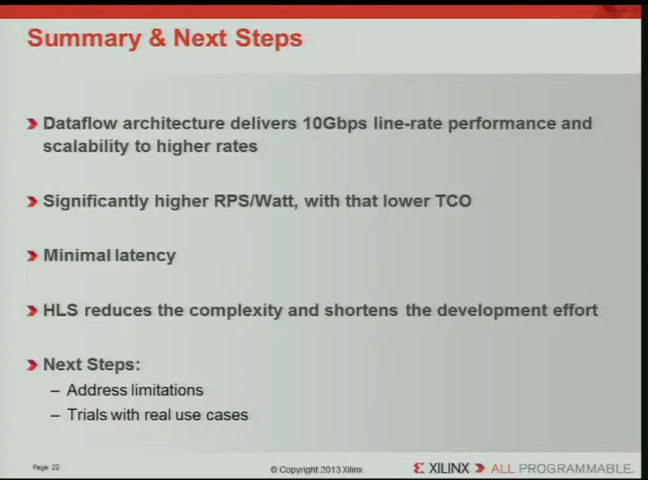 Summary & Next Steps
Dataflow architecture delivers 10Gbps line-rate performance and
scalability to higher rates
Significantly higher RPS/Watt, with that lower TCO
Minimal latency
HLS reduces the complexity and shortens the development effort
Next Steps:
– Address limitations
– Trials with real use cases
Page 22
© Copyright 2013 Xilinx
XILINX ALL PROGRAMMABLE.